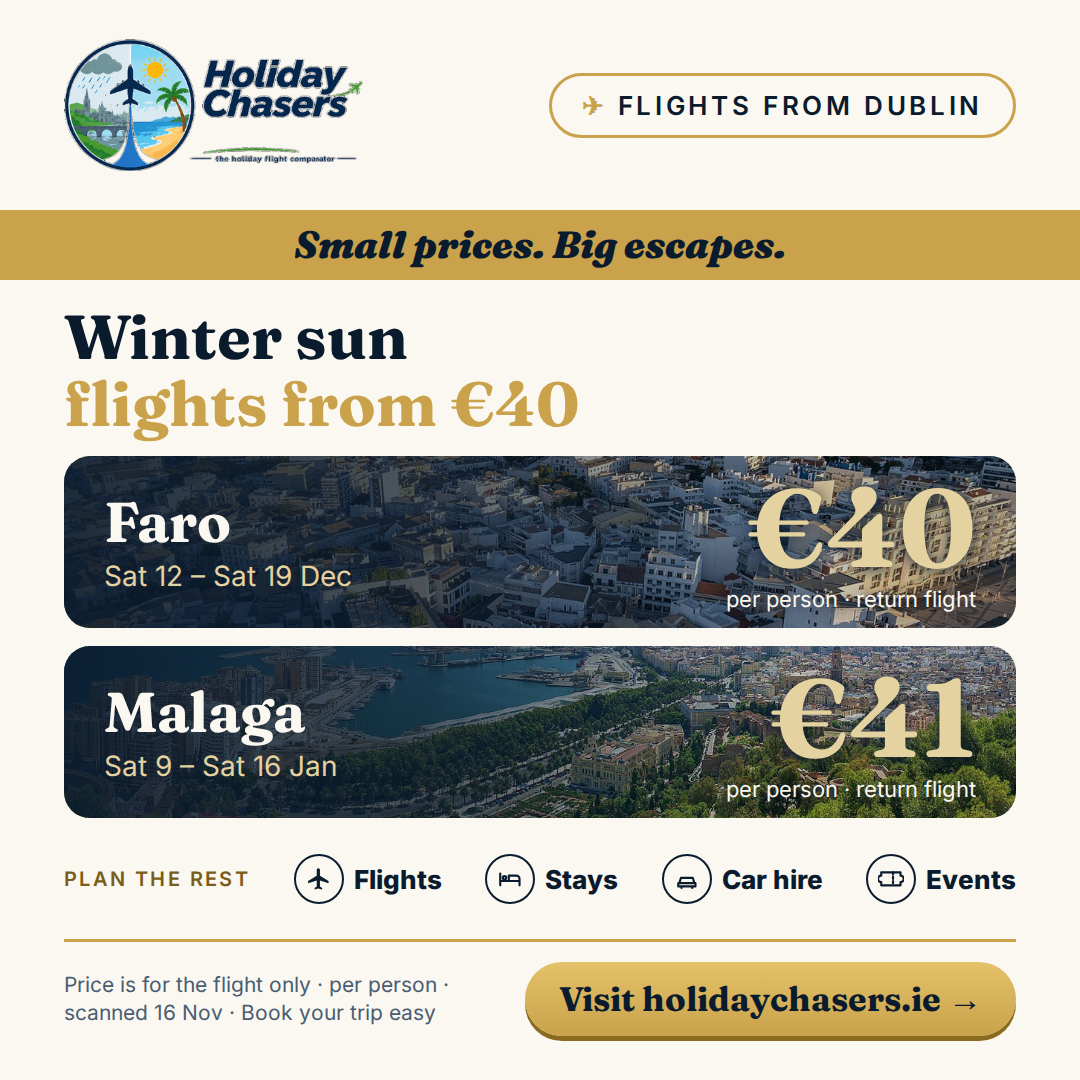 Holiday
Chasers
the holiday flight comparator
✈ FLIGHTS FROM DUBLIN
Small prices. Big escapes.
Winter sun
flights from €40
Faro
Sat 12 – Sat 19 Dec
€40
per person · return flight
Malaga
Sat 9 – Sat 16 Jan
€41
per person · return flight
PLAN THE REST
Flights
Stays
Car hire
Events
Price is for the flight only · per person ·
scanned 16 Nov · Book your trip easy
Visit holidaychasers.ie →